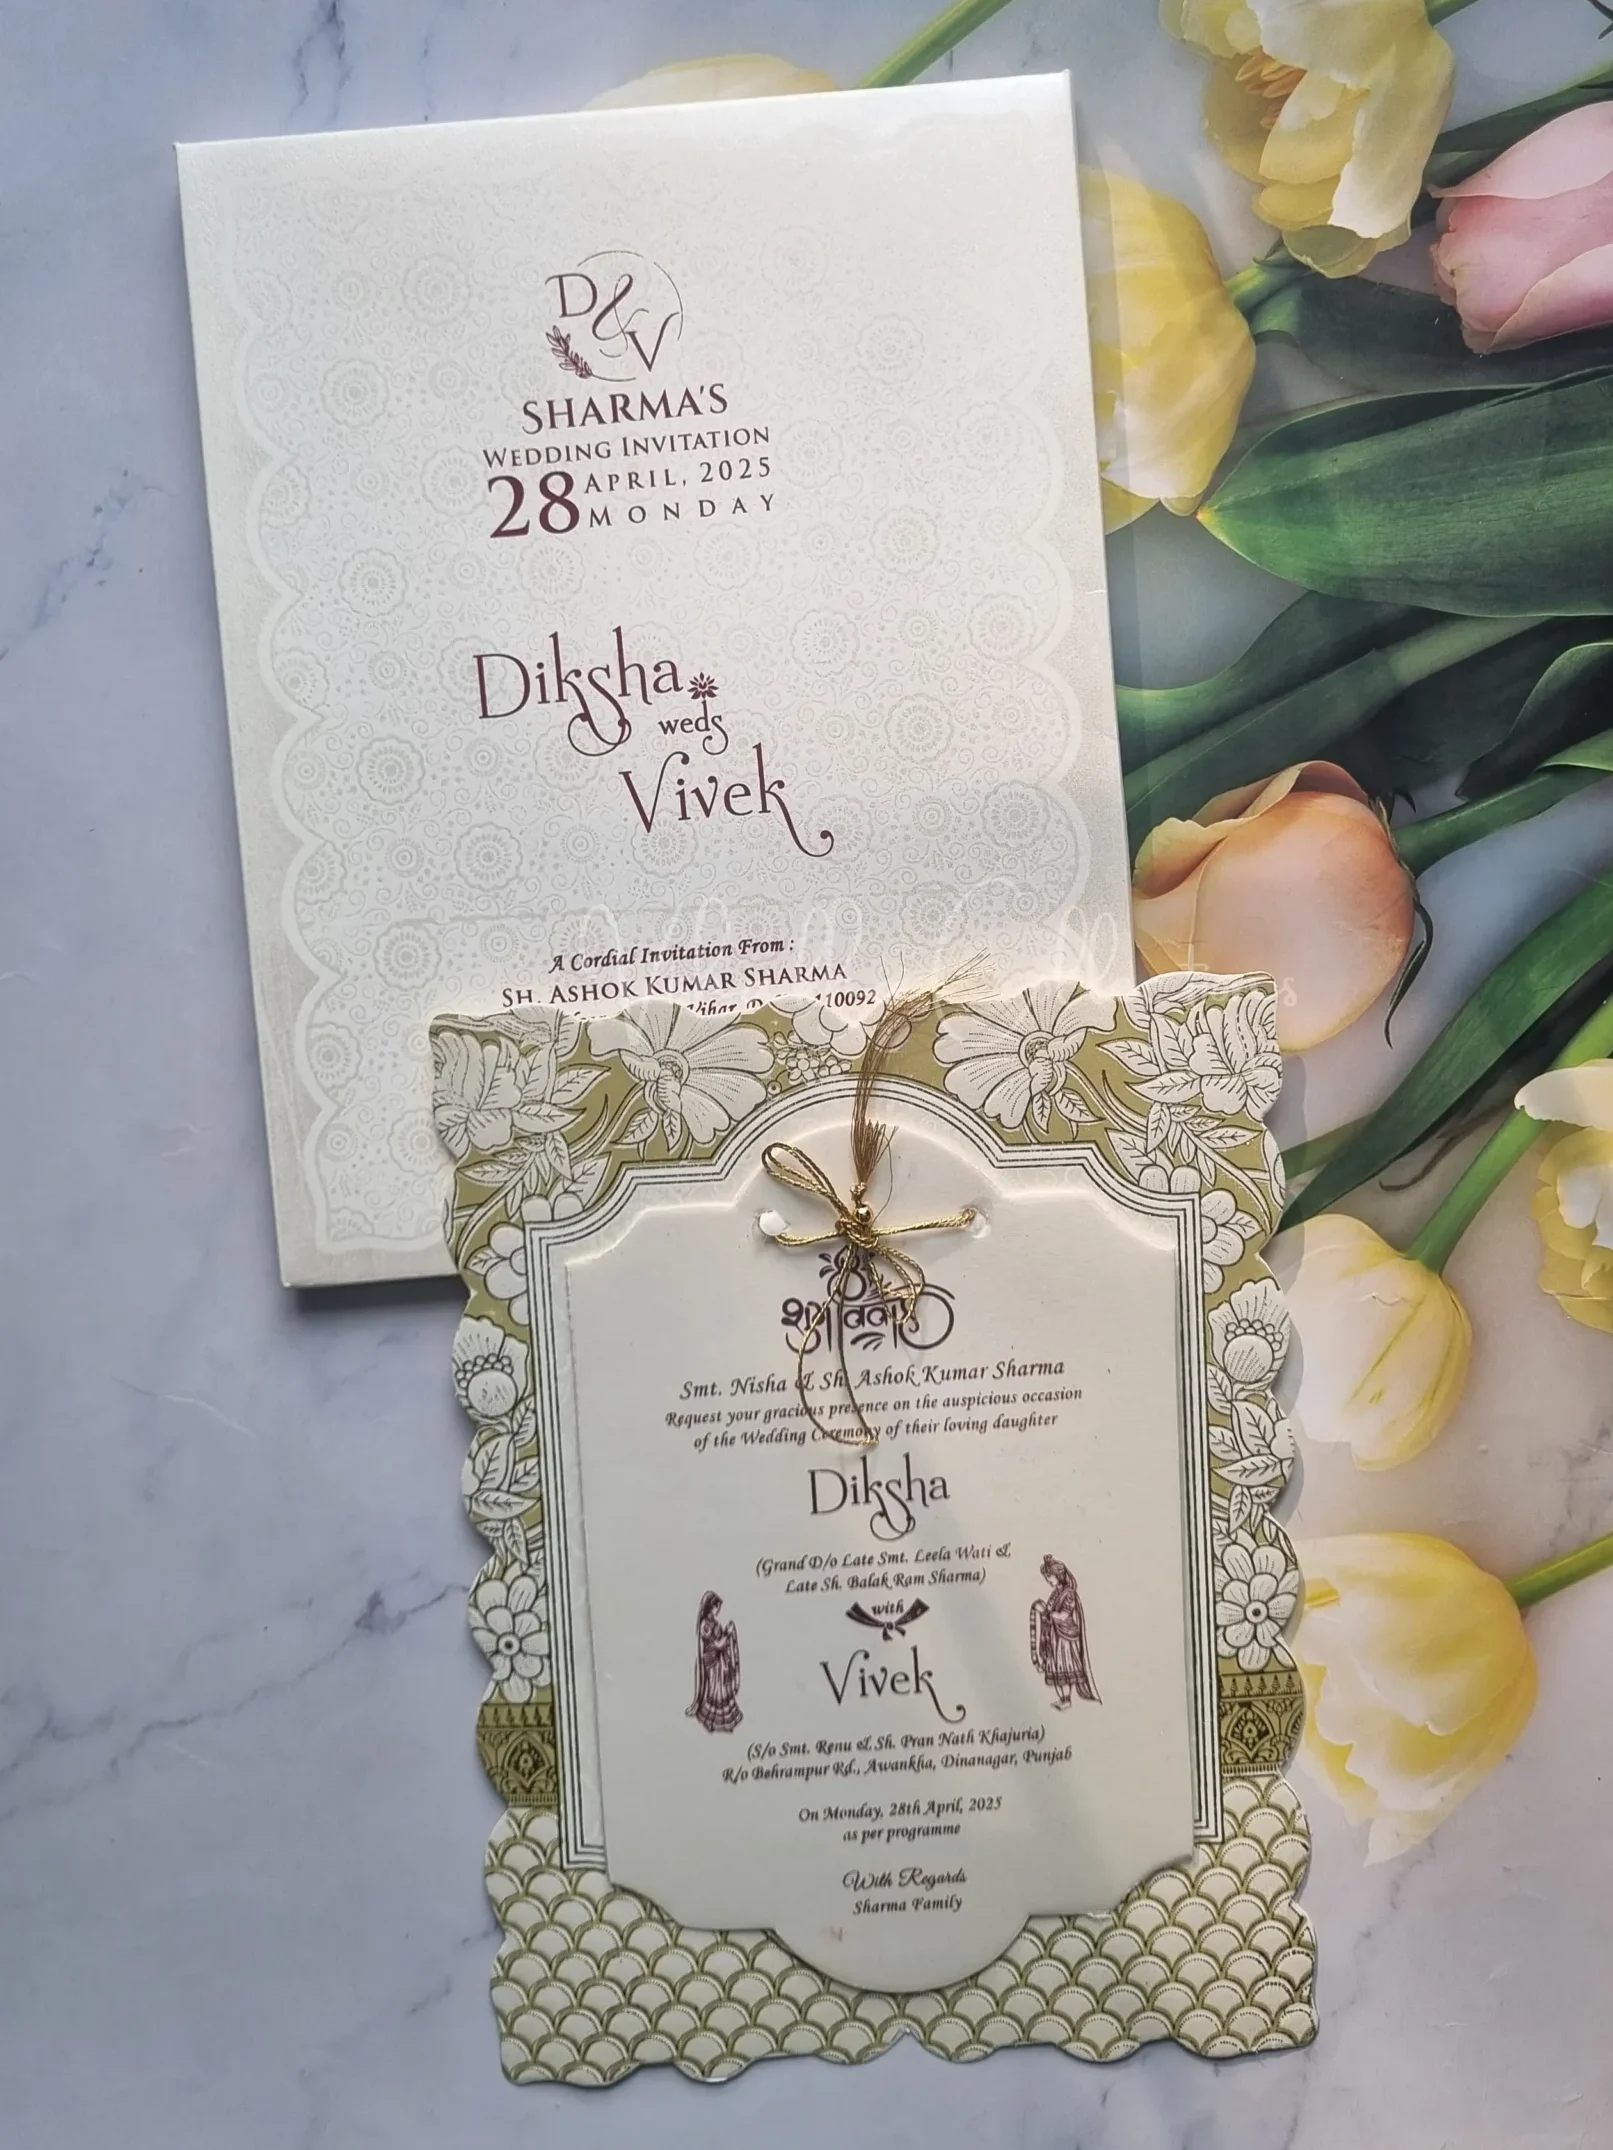 D & V
SHARMA'S
WEDDING INVITATION
28 APRIL, 2025
MONDAY
Diksha
weds
Vivek
A Cordial Invitation From :
SH. ASHOK KUMAR SHARMA
Vihar, 110092
शुभ विवाह
Smt. Nisha & Sh. Ashok Kumar Sharma
Request your gracious presence on the auspicious occasion
of the Wedding Ceremony of their loving daughter
Diksha
(Grand D/o Late Smt. Leela Wati &
Late Sh. Balak Ram Sharma)
with
Vivek
(S/o Smt. Renu & Sh. Pran Nath Khajuria)
R/o Behrampur Rd., Awankha, Dinanagar, Punjab
On Monday, 28th April, 2025
as per programme
With Regards
Sharma Family